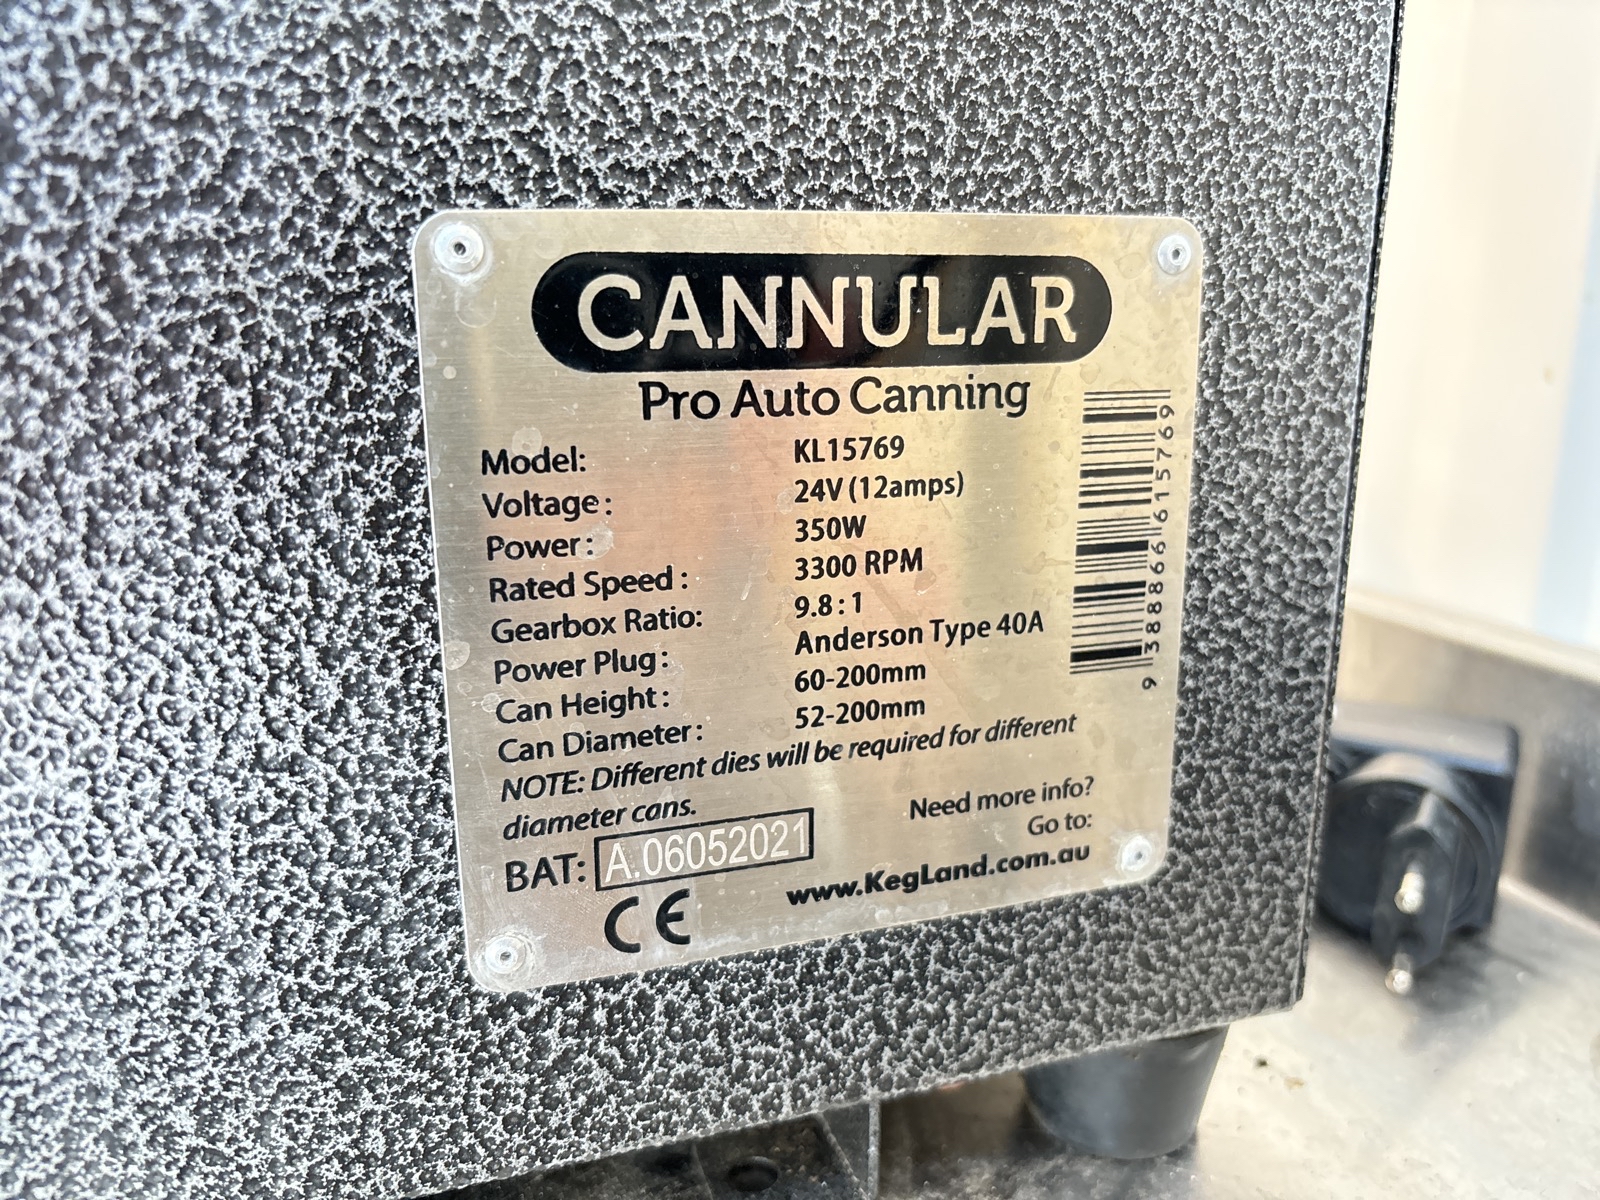 CANNULAR
Pro Auto Canning
Model: KL15769
Voltage: 24V (12amps)
Power: 350W
Rated Speed: 3300 RPM
Gearbox Ratio: 9.8:1
Power Plug: Anderson Type 40A
Can Height: 60-200mm
Can Diameter: 52-200mm
NOTE: Different dies will be required for different
diameter cans.
BAT: A.06052021
CE
Need more info?
Go to:
www.KegLand.com.au
9 388866 615769